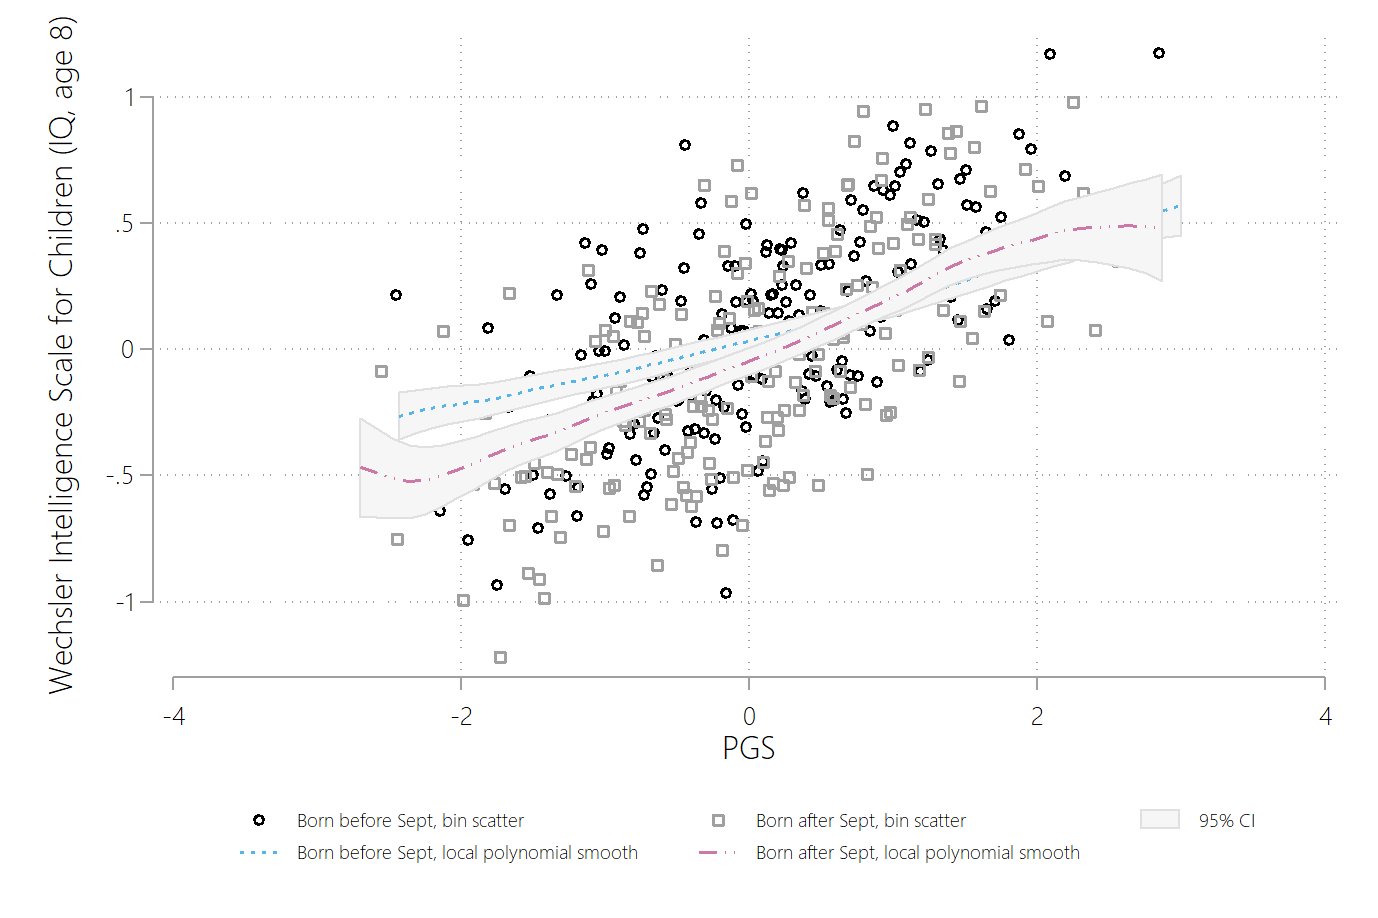 Wechsler Intelligence Scale for Children (IQ, age 8)
1
.5
0
-.5
-1
-4
-2
0
2
4
PGS
Born before Sept, bin scatter
Born after Sept, bin scatter
95% CI
Born before Sept, local polynomial smooth
Born after Sept, local polynomial smooth